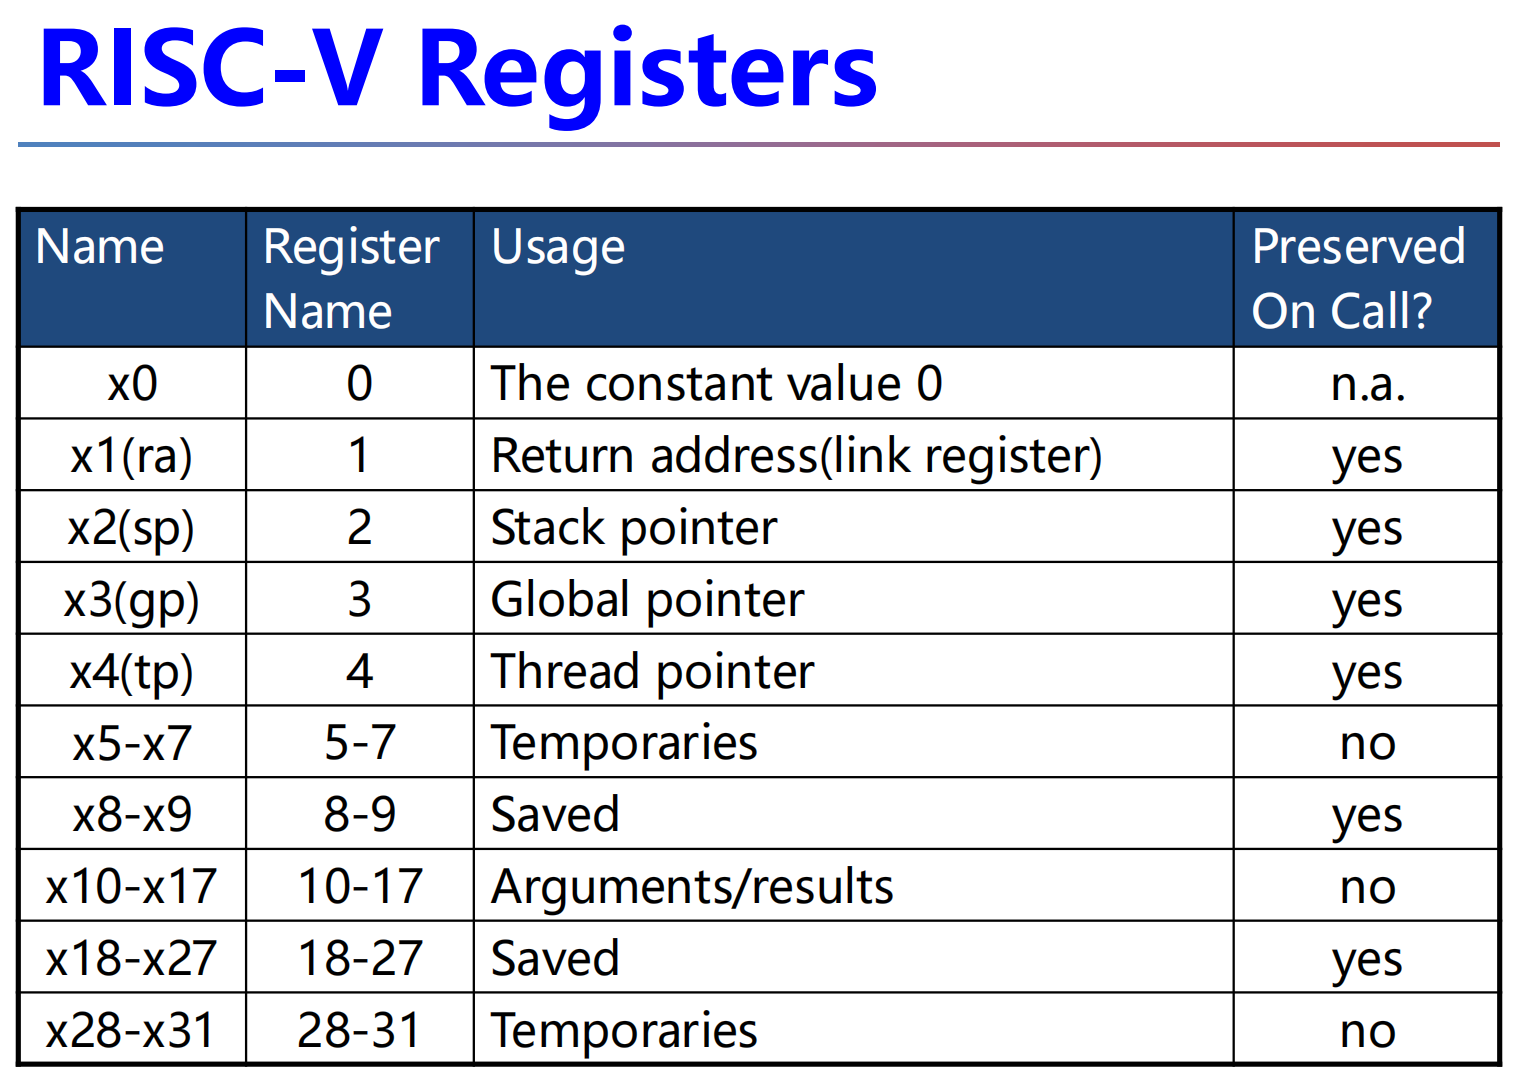 RISC-V Registers
Name Register Name Usage Preserved On Call?
x0 0 The constant value 0 n.a.
x1(ra) 1 Return address(link register) yes
x2(sp) 2 Stack pointer yes
x3(gp) 3 Global pointer yes
x4(tp) 4 Thread pointer yes
x5-x7 5-7 Temporaries no
x8-x9 8-9 Saved yes
x10-x17 10-17 Arguments/results no
x18-x27 18-27 Saved yes
x28-x31 28-31 Temporaries no